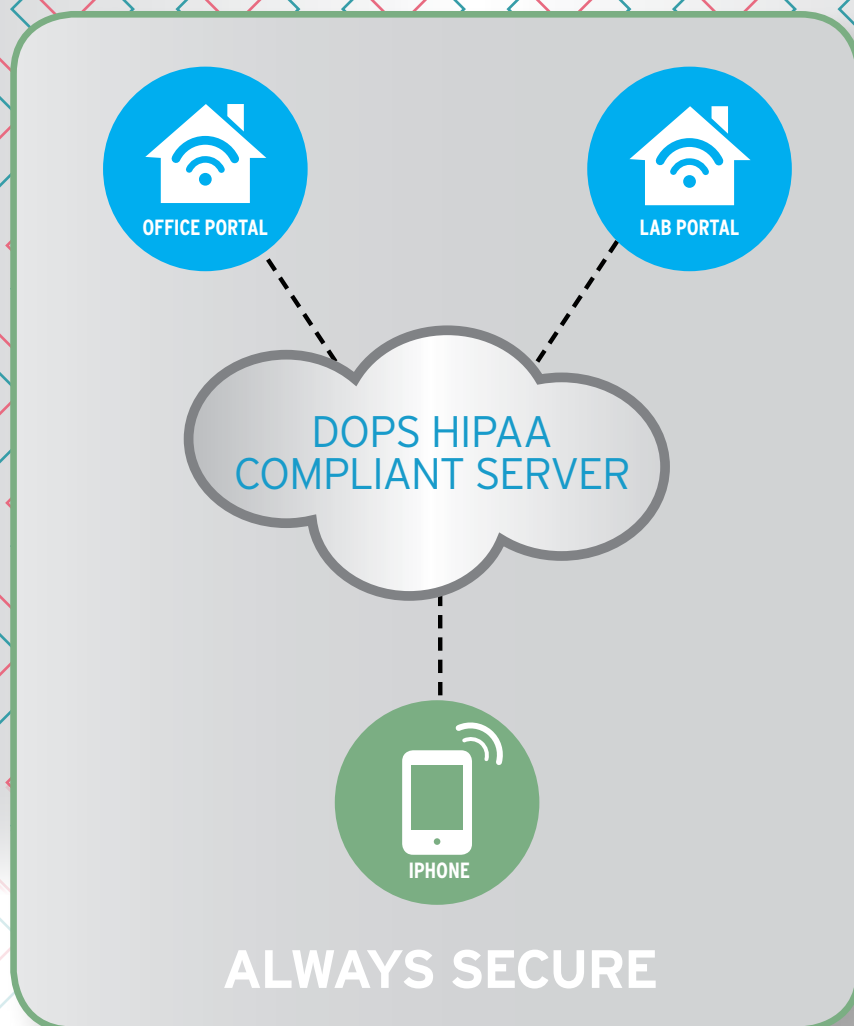 OFFICE PORTAL
LAB PORTAL
DOPS HIPAA
COMPLIANT SERVER
IPHONE
ALWAYS SECURE